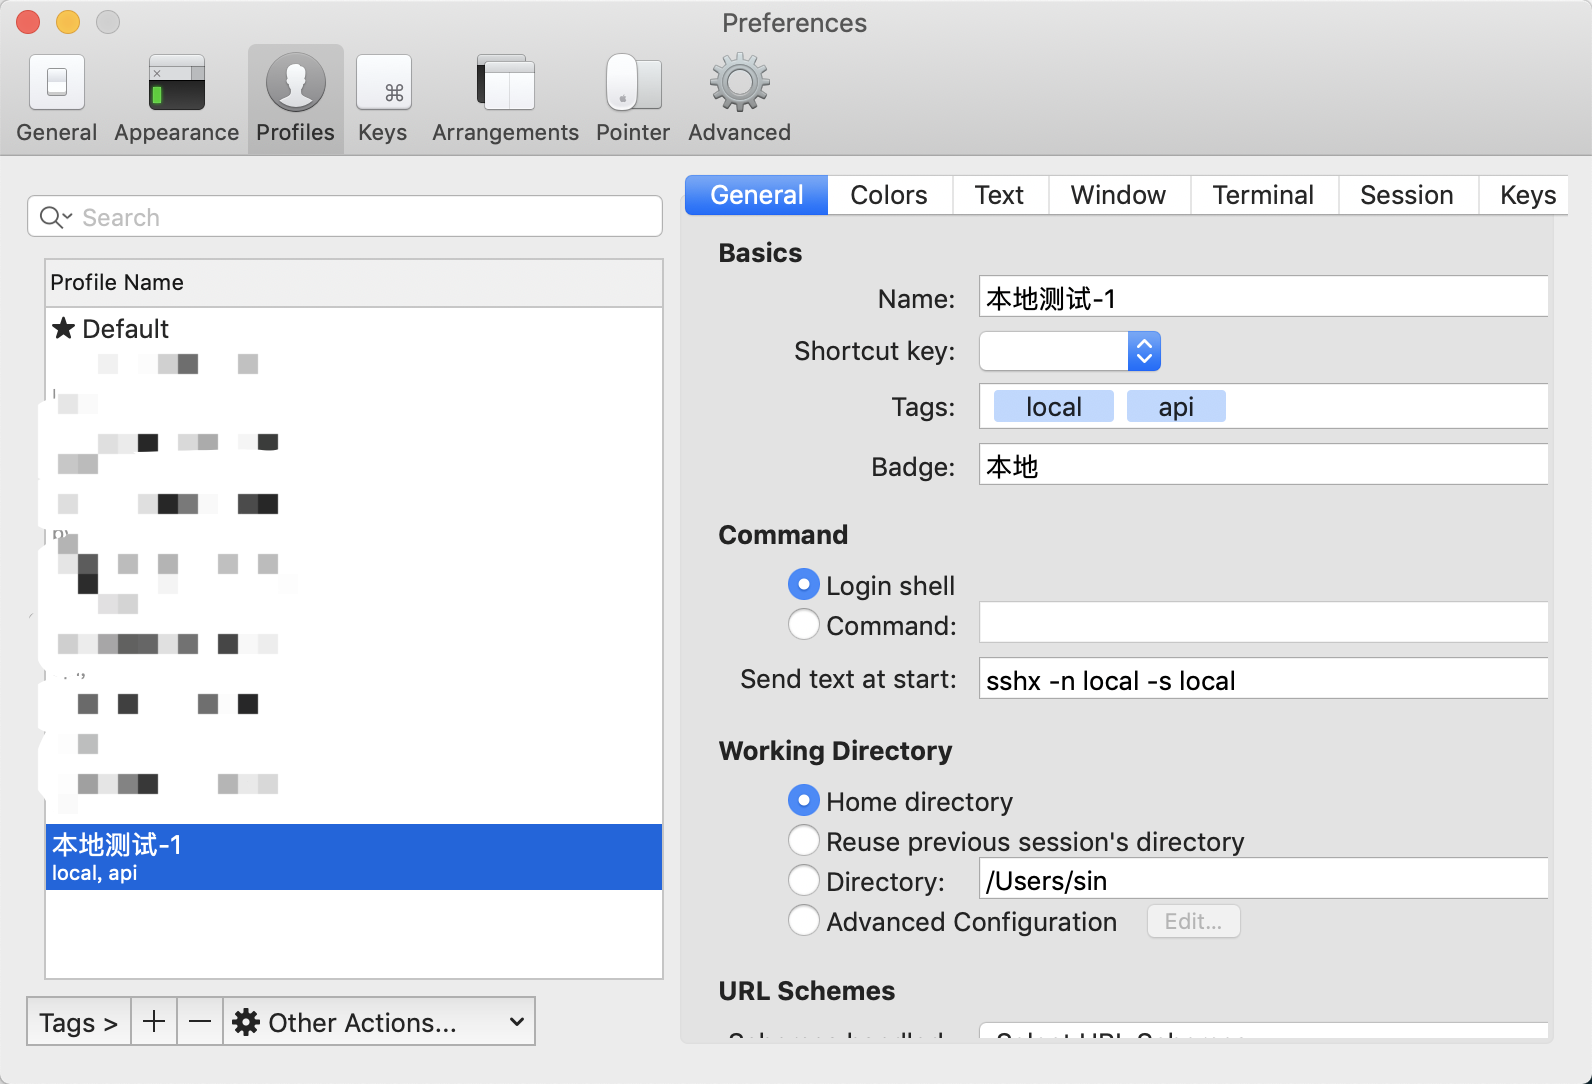 Preferences
General
Appearance
Profiles
Keys
Arrangements
Pointer
Advanced
Search
Profile Name
★ Default
本地测试-1
local, api
Tags >
Other Actions...
General
Colors
Text
Window
Terminal
Session
Keys
Basics
Name: 本地测试-1
Shortcut key:
Tags: local api
Badge: 本地
Command
Login shell
Command:
Send text at start: sshx -n local -s local
Working Directory
Home directory
Reuse previous session's directory
Directory: /Users/sin
Advanced Configuration Edit...
URL Schemes